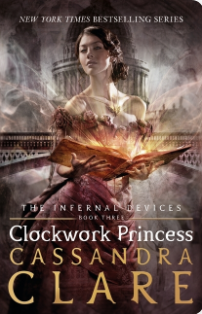 NEW YORK TIMES BESTSELLING SERIES
THE INFERNAL DEVICES
BOOK THREE
Clockwork Princess
CASSANDRA
CLARE